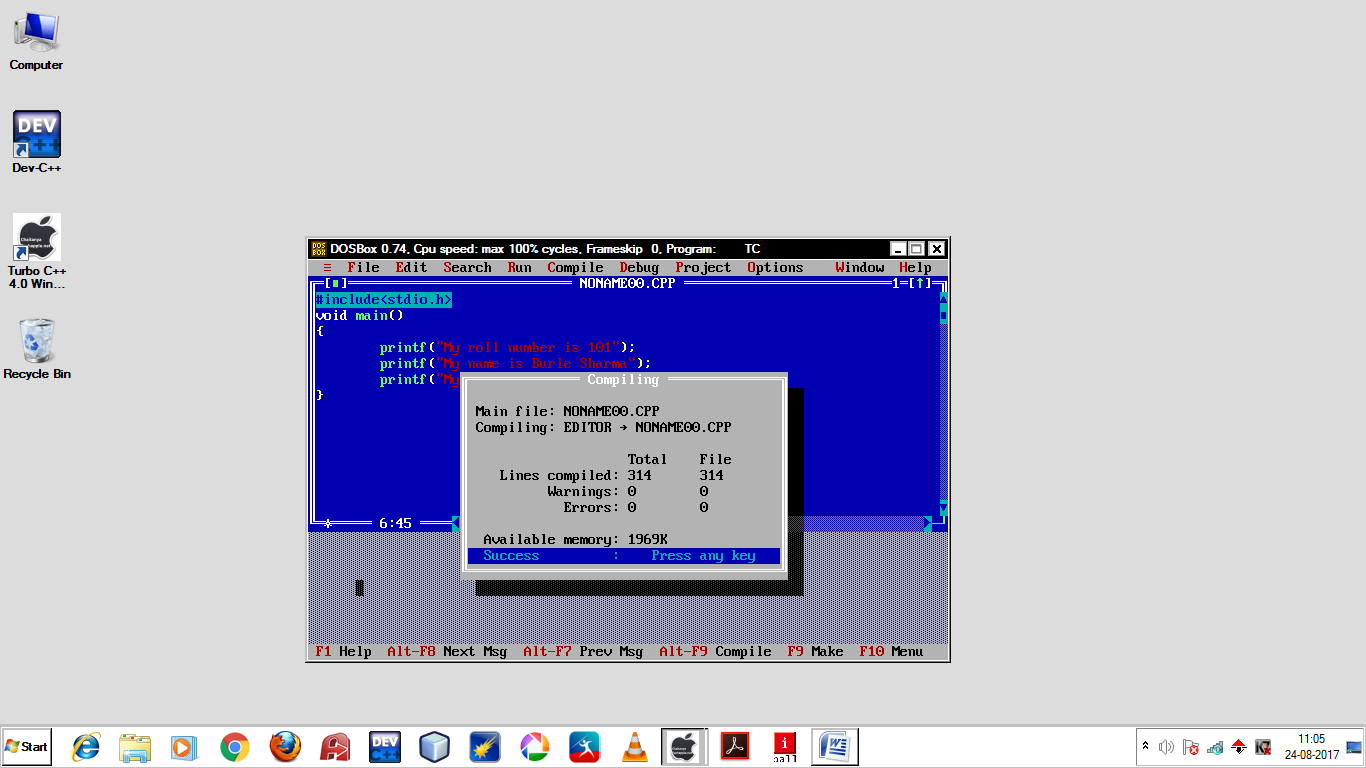 Computer
DEV
C++
Dev-C++
Turbo C++
4.0 Win...
Recycle Bin
DOSBox 0.74, Cpu speed: max 100% cycles, Frameskip 0, Program: TC
≡ File Edit Search Run Compile Debug Project Options Window Help
NONAME00.CPP 1=[↑]
#include<stdio.h>
void main()
{
printf("My roll number is 101");
printf("My name is Burle Sharma");
printf("My
}
Compiling
Main file: NONAME00.CPP
Compiling: EDITOR → NONAME00.CPP
Total File
Lines compiled: 314 314
Warnings: 0 0
Errors: 0 0
Available memory: 1969K
Success : Press any key
6:45
F1 Help Alt-F8 Next Msg Alt-F7 Prev Msg Alt-F9 Compile F9 Make F10 Menu
Start
DEV
11:05
24-08-2017